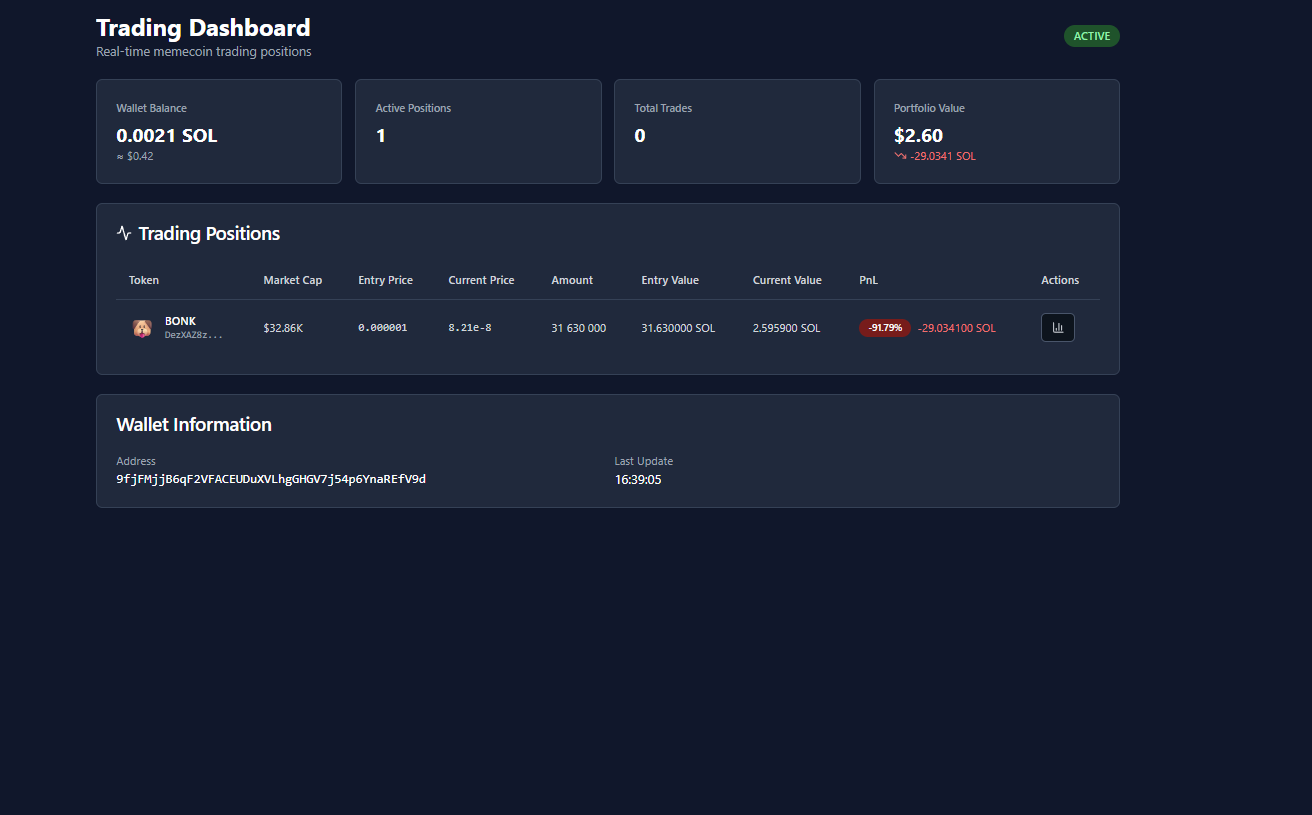 Trading Dashboard
Real-time memecoin trading positions
ACTIVE
Wallet Balance
0.0021 SOL
≈ $0.42
Active Positions
1
Total Trades
0
Portfolio Value
$2.60
-29.0341 SOL
Trading Positions
Token Market Cap Entry Price Current Price Amount Entry Value Current Value PnL Actions
BONK
DezXAZ8z...
$32.86K 0.000001 8.21e-8 31 630 000 31.630000 SOL 2.595900 SOL -91.79% -29.034100 SOL
Wallet Information
Address
9fjFMjjB6qF2VFACEUDuXVLhgGHGV7j54p6YnaREfV9d
Last Update
16:39:05